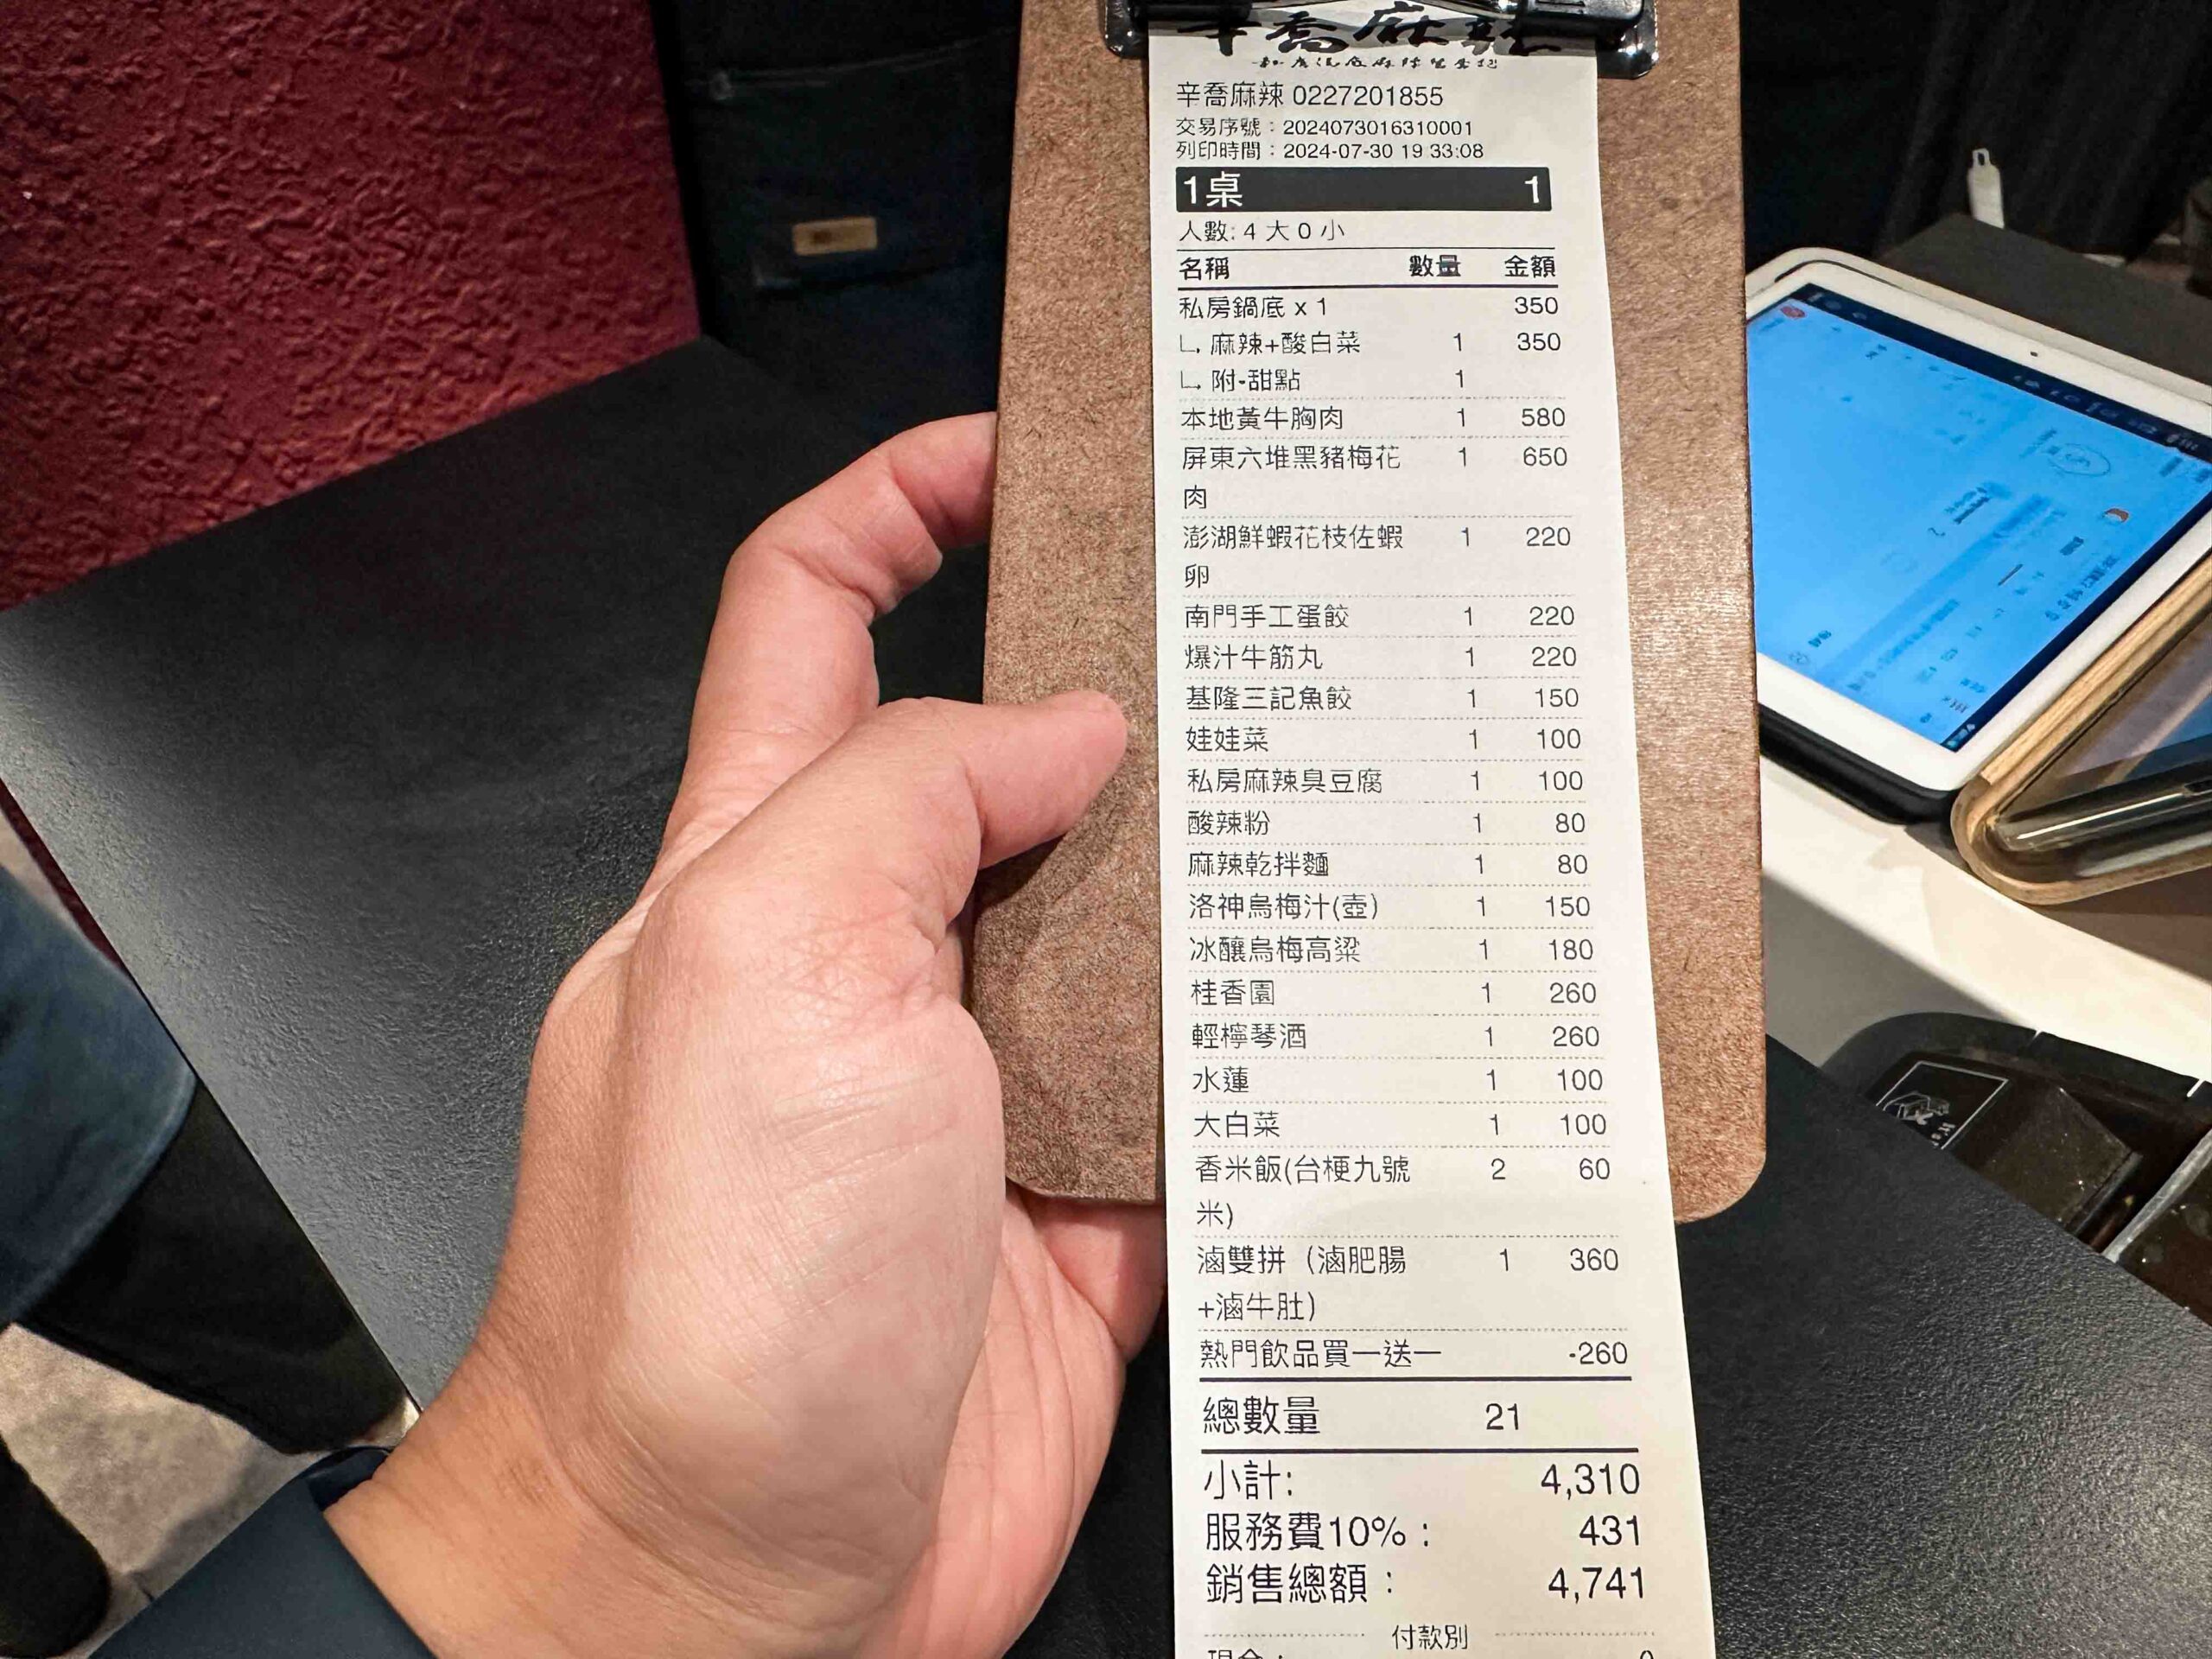 辛喬麻辣
辛喬麻辣 0227201855
交易序號：2024073016310001
列印時間：2024-07-30 19:33:08
1桌 1
人數: 4 大 0 小
名稱 數量 金額
私房鍋底 x 1 350
∟ 麻辣+酸白菜 1 350
∟ 附-甜點 1
本地黃牛胸肉 1 580
屏東六堆黑豬梅花 1 650
肉
澎湖鮮蝦花枝佐蝦 1 220
卵
南門手工蛋餃 1 220
爆汁牛筋丸 1 220
基隆三記魚餃 1 150
娃娃菜 1 100
私房麻辣臭豆腐 1 100
酸辣粉 1 80
麻辣乾拌麵 1 80
洛神烏梅汁(壺) 1 150
冰釀烏梅高粱 1 180
桂香園 1 260
輕檸琴酒 1 260
水蓮 1 100
大白菜 1 100
香米飯(台梗九號 2 60
米)
滷雙拼（滷肥腸 1 360
+滷牛肚）
熱門飲品買一送一 -260
總數量 21
小計: 4,310
服務費10%： 431
銷售總額： 4,741
付款別
現金： 0